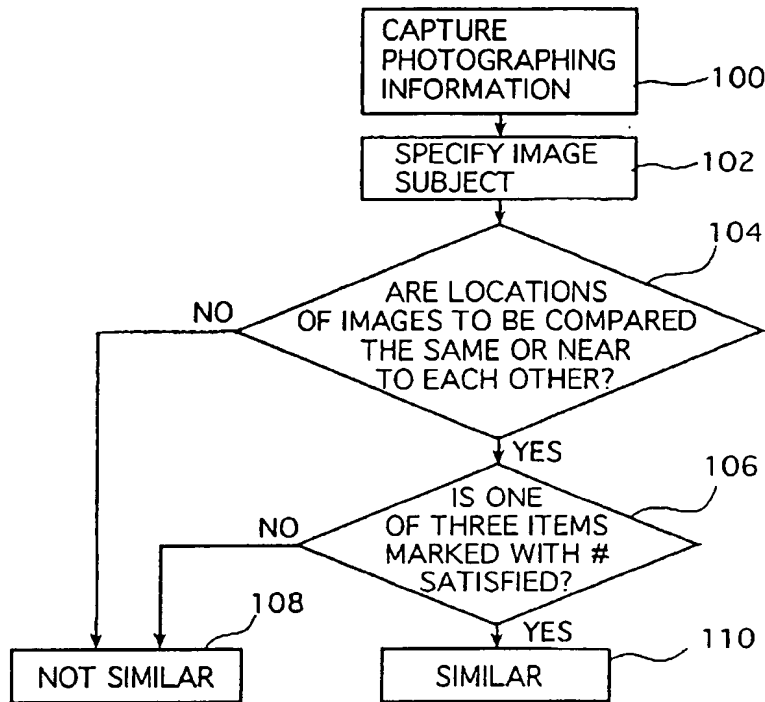 CAPTURE
PHOTOGRAPHING
INFORMATION
100
SPECIFY IMAGE
SUBJECT
102
104
ARE LOCATIONS
OF IMAGES TO BE COMPARED
THE SAME OR NEAR
TO EACH OTHER?
NO
YES
106
IS ONE
OF THREE ITEMS
MARKED WITH #
SATISFIED?
NO
YES
108
NOT SIMILAR
110
SIMILAR